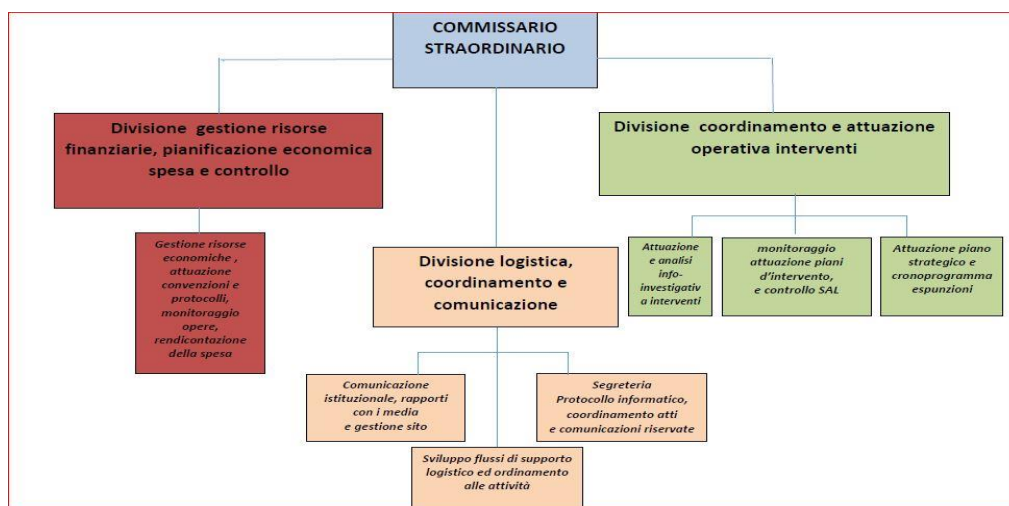 COMMISSARIO
STRAORDINARIO
Divisione gestione risorse
finanziarie, pianificazione economica
spesa e controllo
Divisione coordinamento e attuazione
operativa interventi
Gestione risorse
economiche ,
attuazione
convenzioni e
protocolli,
monitoraggio
opere,
rendicontazione
della spesa
Divisione logistica,
coordinamento e
comunicazione
Attuazione
e analisi
info-
investigativ
a interventi
monitoraggio
attuazione piani
d'intervento,
e controllo SAL
Attuazione piano
strategico e
cronoprogramma
espunzioni
Comunicazione
istituzionale, rapporti
con i media
e gestione sito
Segreteria
Protocollo informatico,
coordinamento atti
e comunicazioni riservate
Sviluppo flussi di supporto
logistico ed ordinamento
alle attività